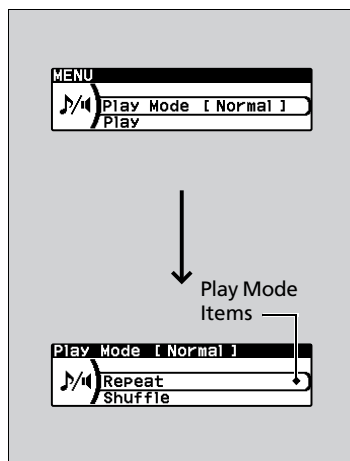 MENU
Play Mode [ Normal ]
Play
Play Mode
Items
Play Mode [ Normal ]
Repeat
Shuffle